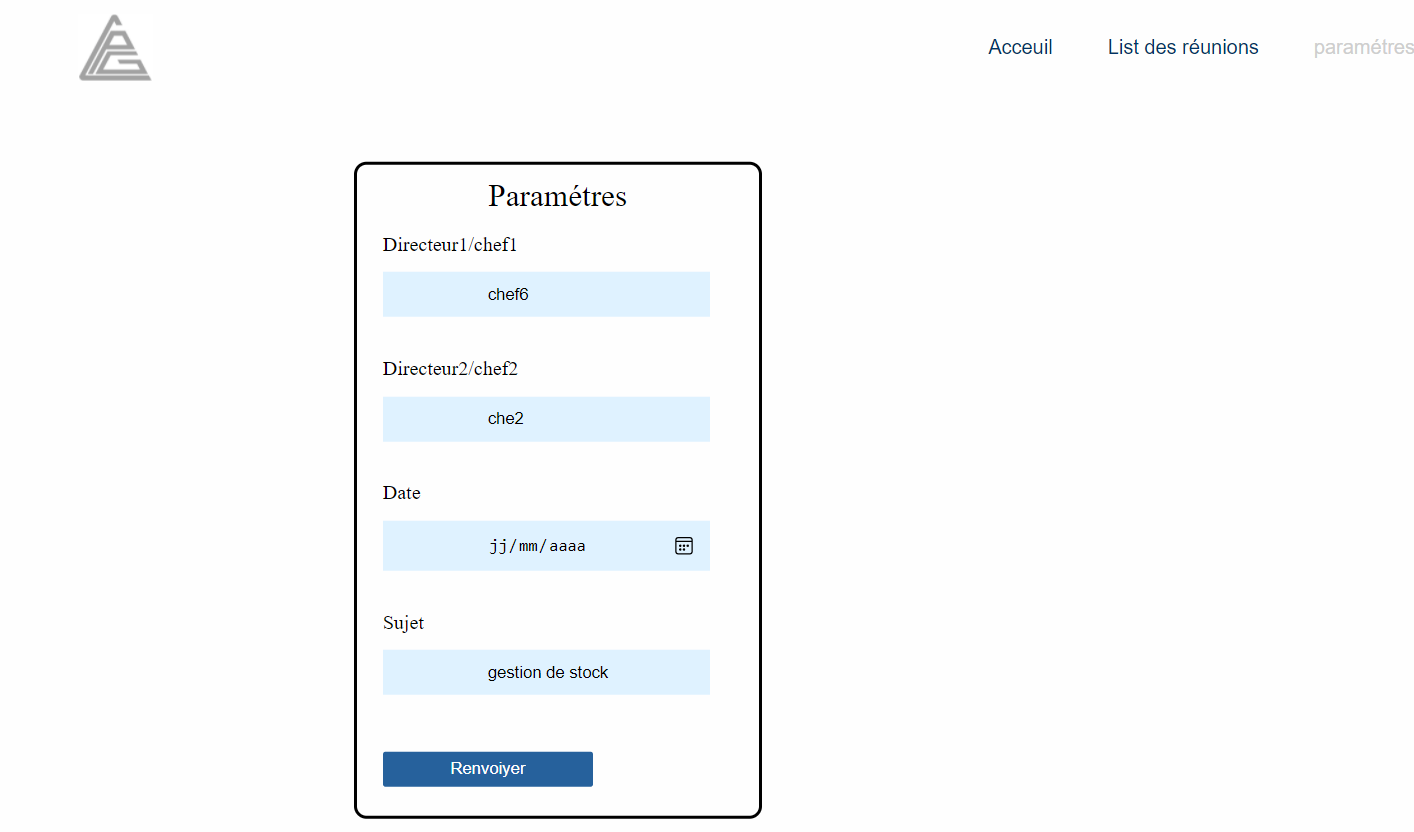 Acceuil List des réunions paramétres
Paramétres
Directeur1/chef1
chef6
Directeur2/chef2
che2
Date
jj/mm/aaaa
Sujet
gestion de stock
Renvoiyer